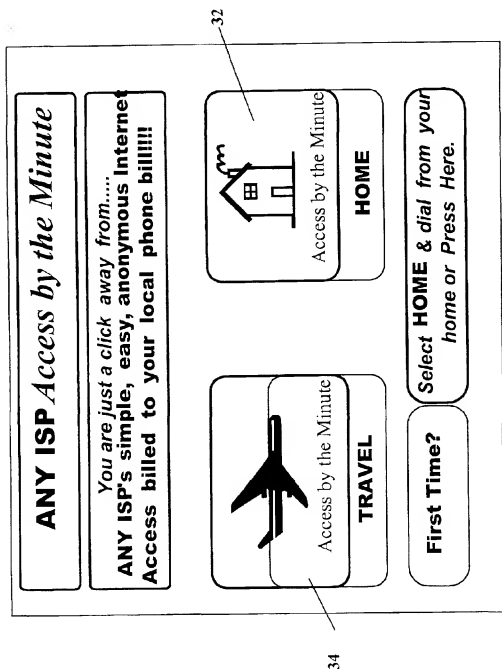 ANY ISP Access by the Minute
You are just a click away from.....
ANY ISP's simple, easy, anonymous Internet
Access billed to your local phone bill!!!!
Access by the Minute
TRAVEL
Access by the Minute
HOME
First Time?
Select HOME & dial from your
home or Press Here.
34
32